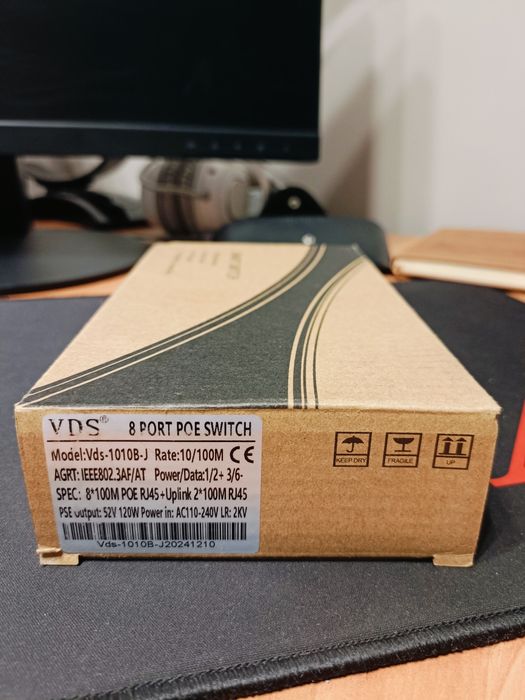 VDS® 8 PORT POE SWITCH
Model:Vds-1010B-J Rate:10/100M CE
AGRT: IEEE802.3AF/AT Power/Data:1/2+ 3/6-
SPEC: 8*100M POE RJ45+Uplink 2*100M RJ45
PSE output: 52V 120W Power in: AC110-240V LR: 2KV
Vds-1010B-J20241210
KEEP DRY
FRAGILE
UP